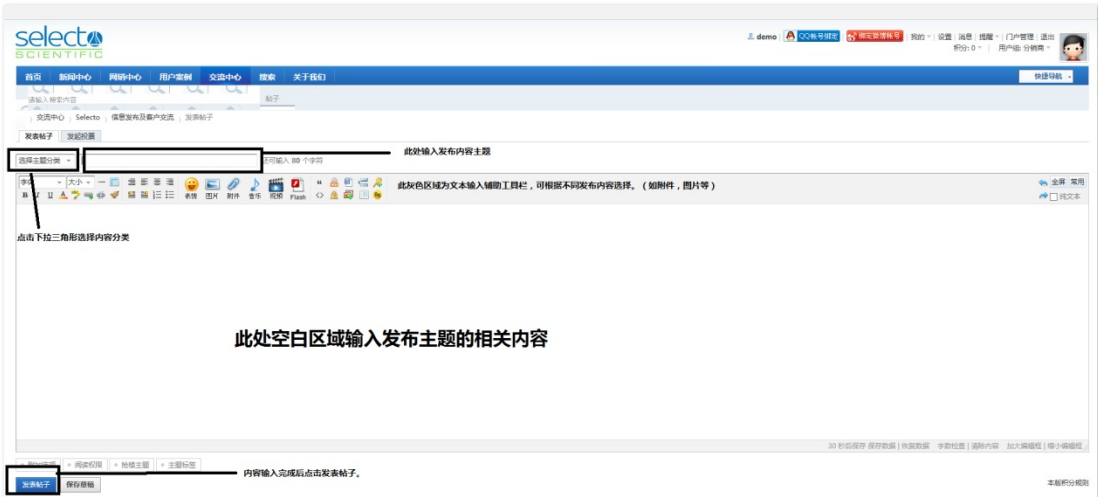 selecto
SCIENTIFIC
demo QQ帐号绑定 绑定微博帐号 我的 设置 消息 提醒 门户管理 退出
积分: 0 用户组: 分销商
首页 新闻中心 网研中心 用户案例 交流中心 搜索 关于我们 快捷导航
请输入搜索内容 帖子
交流中心 Selecto 信息发布及客户交流 发表帖子
发表帖子 发起投票
选择主题分类 还可输入 80 个字符 此处输入发布内容主题
大小 表情 图片 附件 音乐 视频 Flash 此灰色区域为文本输入辅助工具栏,可根据不同发布内容选择。(如附件,图片等) 全屏 常用
B U A 纯文本
点击下拉三角形选择内容分类
此处空白区域输入发布主题的相关内容
30 秒后保存 保存数据 | 恢复数据 字数检查 | 清除内容 加大编辑框 | 缩小编辑框
阅读权限 抢楼主题 主题标签
内容输入完成后点击发表帖子。
发表帖子 保存草稿 本版积分规则